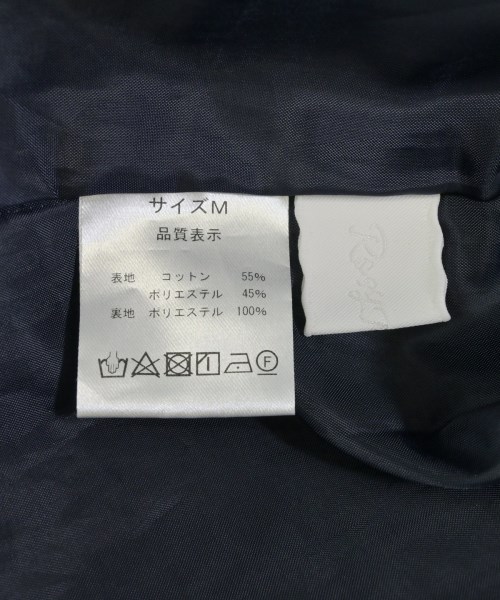 サイズM
品質表示
表地 コットン 55%
ポリエステル 45%
裏地 ポリエステル 100%
F